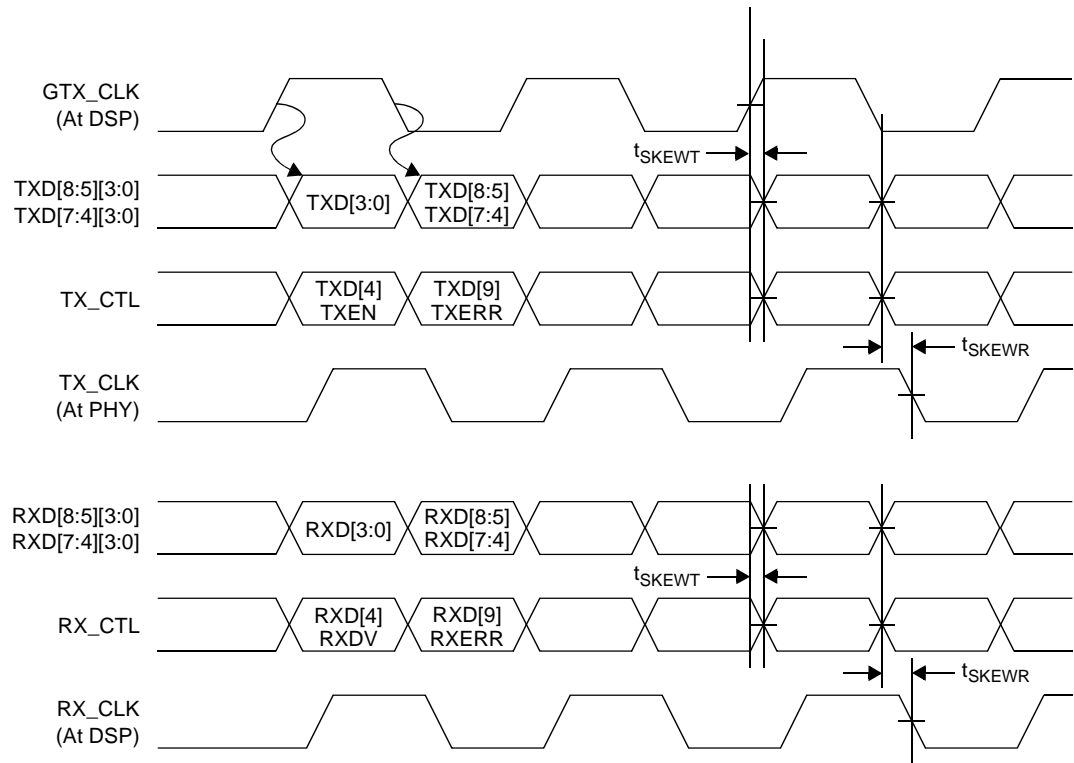 GTX_CLK
(At DSP)
tSKEWT
TXD[8:5][3:0]
TXD[7:4][3:0]
TXD[3:0]
TXD[8:5]
TXD[7:4]
TX_CTL
TXD[4]
TXEN
TXD[9]
TXERR
tSKEWR
TX_CLK
(At PHY)
RXD[8:5][3:0]
RXD[7:4][3:0]
RXD[3:0]
RXD[8:5]
RXD[7:4]
tSKEWT
RX_CTL
RXD[4]
RXDV
RXD[9]
RXERR
tSKEWR
RX_CLK
(At DSP)